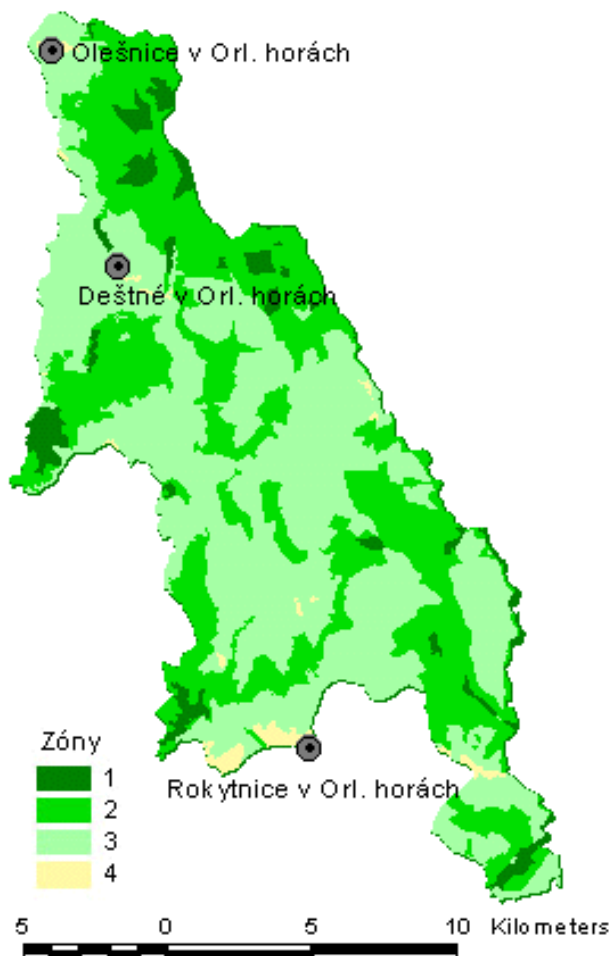 Olešnice v Orl. horách
Deštné v Orl. horách
Rokytnice v Orl. horách
Zóny
1
2
3
4
5 0 5 10 Kilometers